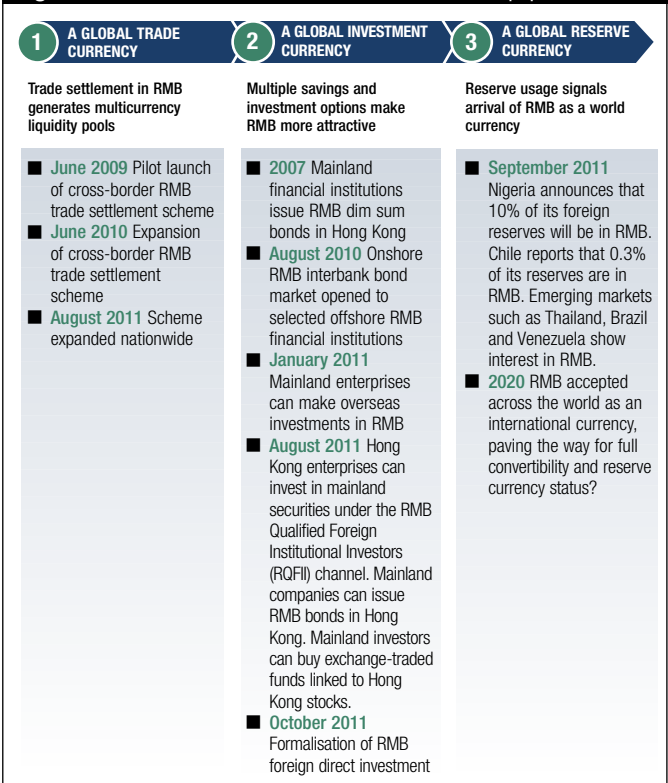 1 A GLOBAL TRADE
CURRENCY
Trade settlement in RMB
generates multicurrency
liquidity pools
■ June 2009 Pilot launch
of cross-border RMB
trade settlement scheme
■ June 2010 Expansion
of cross-border RMB
trade settlement
scheme
■ August 2011 Scheme
expanded nationwide
2 A GLOBAL INVESTMENT
CURRENCY
Multiple savings and
investment options make
RMB more attractive
■ 2007 Mainland
financial institutions
issue RMB dim sum
bonds in Hong Kong
■ August 2010 Onshore
RMB interbank bond
market opened to
selected offshore RMB
financial institutions
■ January 2011
Mainland enterprises
can make overseas
investments in RMB
■ August 2011 Hong
Kong enterprises can
invest in mainland
securities under the RMB
Qualified Foreign
Institutional Investors
(RQFII) channel. Mainland
companies can issue
RMB bonds in Hong
Kong. Mainland investors
can buy exchange-traded
funds linked to Hong
Kong stocks.
■ October 2011
Formalisation of RMB
foreign direct investment
3 A GLOBAL RESERVE
CURRENCY
Reserve usage signals
arrival of RMB as a world
currency
■ September 2011
Nigeria announces that
10% of its foreign
reserves will be in RMB.
Chile reports that 0.3%
of its reserves are in
RMB. Emerging markets
such as Thailand, Brazil
and Venezuela show
interest in RMB.
■ 2020 RMB accepted
across the world as an
international currency,
paving the way for full
convertibility and reserve
currency status?